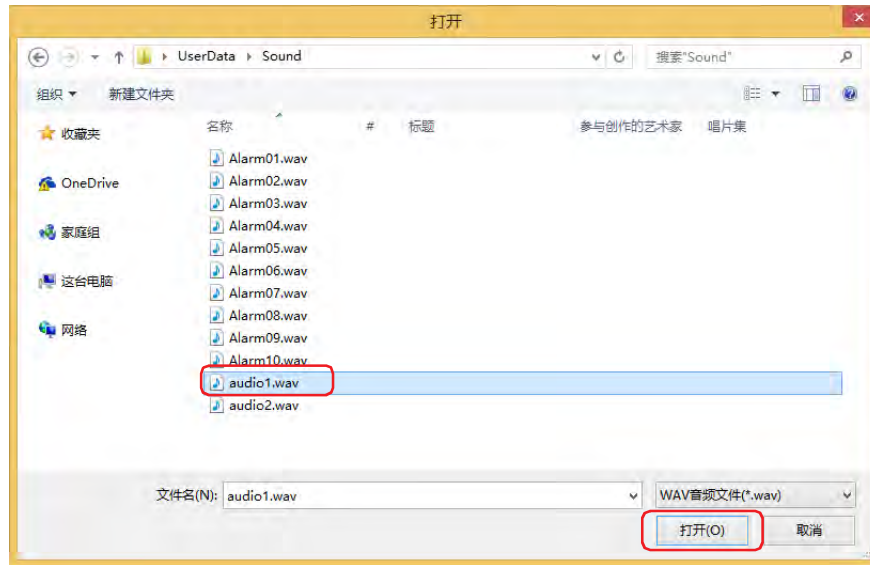 打开
UserData Sound 搜索"Sound"
组织 新建文件夹
名称 # 标题 参与创作的艺术家 唱片集
收藏夹
OneDrive
家庭组
这台电脑
网络
Alarm01.wav
Alarm02.wav
Alarm03.wav
Alarm04.wav
Alarm05.wav
Alarm06.wav
Alarm07.wav
Alarm08.wav
Alarm09.wav
Alarm10.wav
audio1.wav
audio2.wav
文件名(N): audio1.wav WAV音频文件(*.wav)
打开(O) 取消